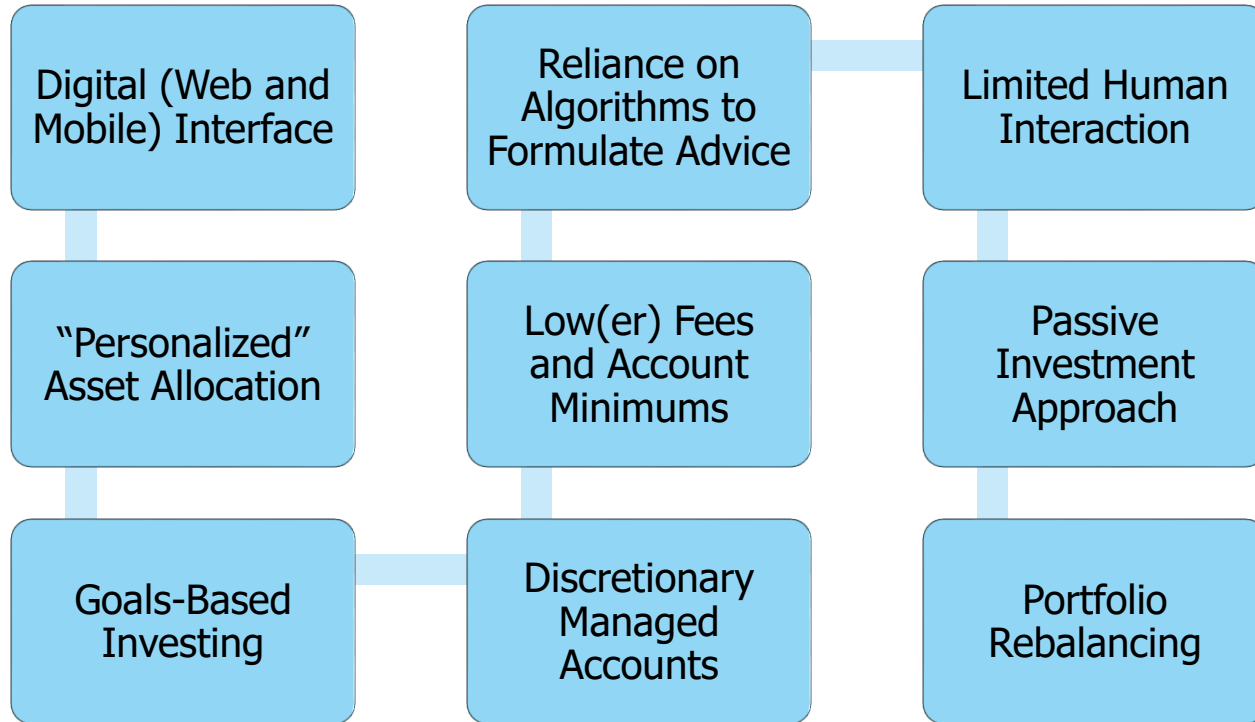 Digital (Web and
Mobile) Interface
“Personalized”
Asset Allocation
Goals-Based
Investing
Discretionary
Managed
Accounts
Low(er) Fees
and Account
Minimums
Reliance on
Algorithms to
Formulate Advice
Limited Human
Interaction
Passive
Investment
Approach
Portfolio
Rebalancing